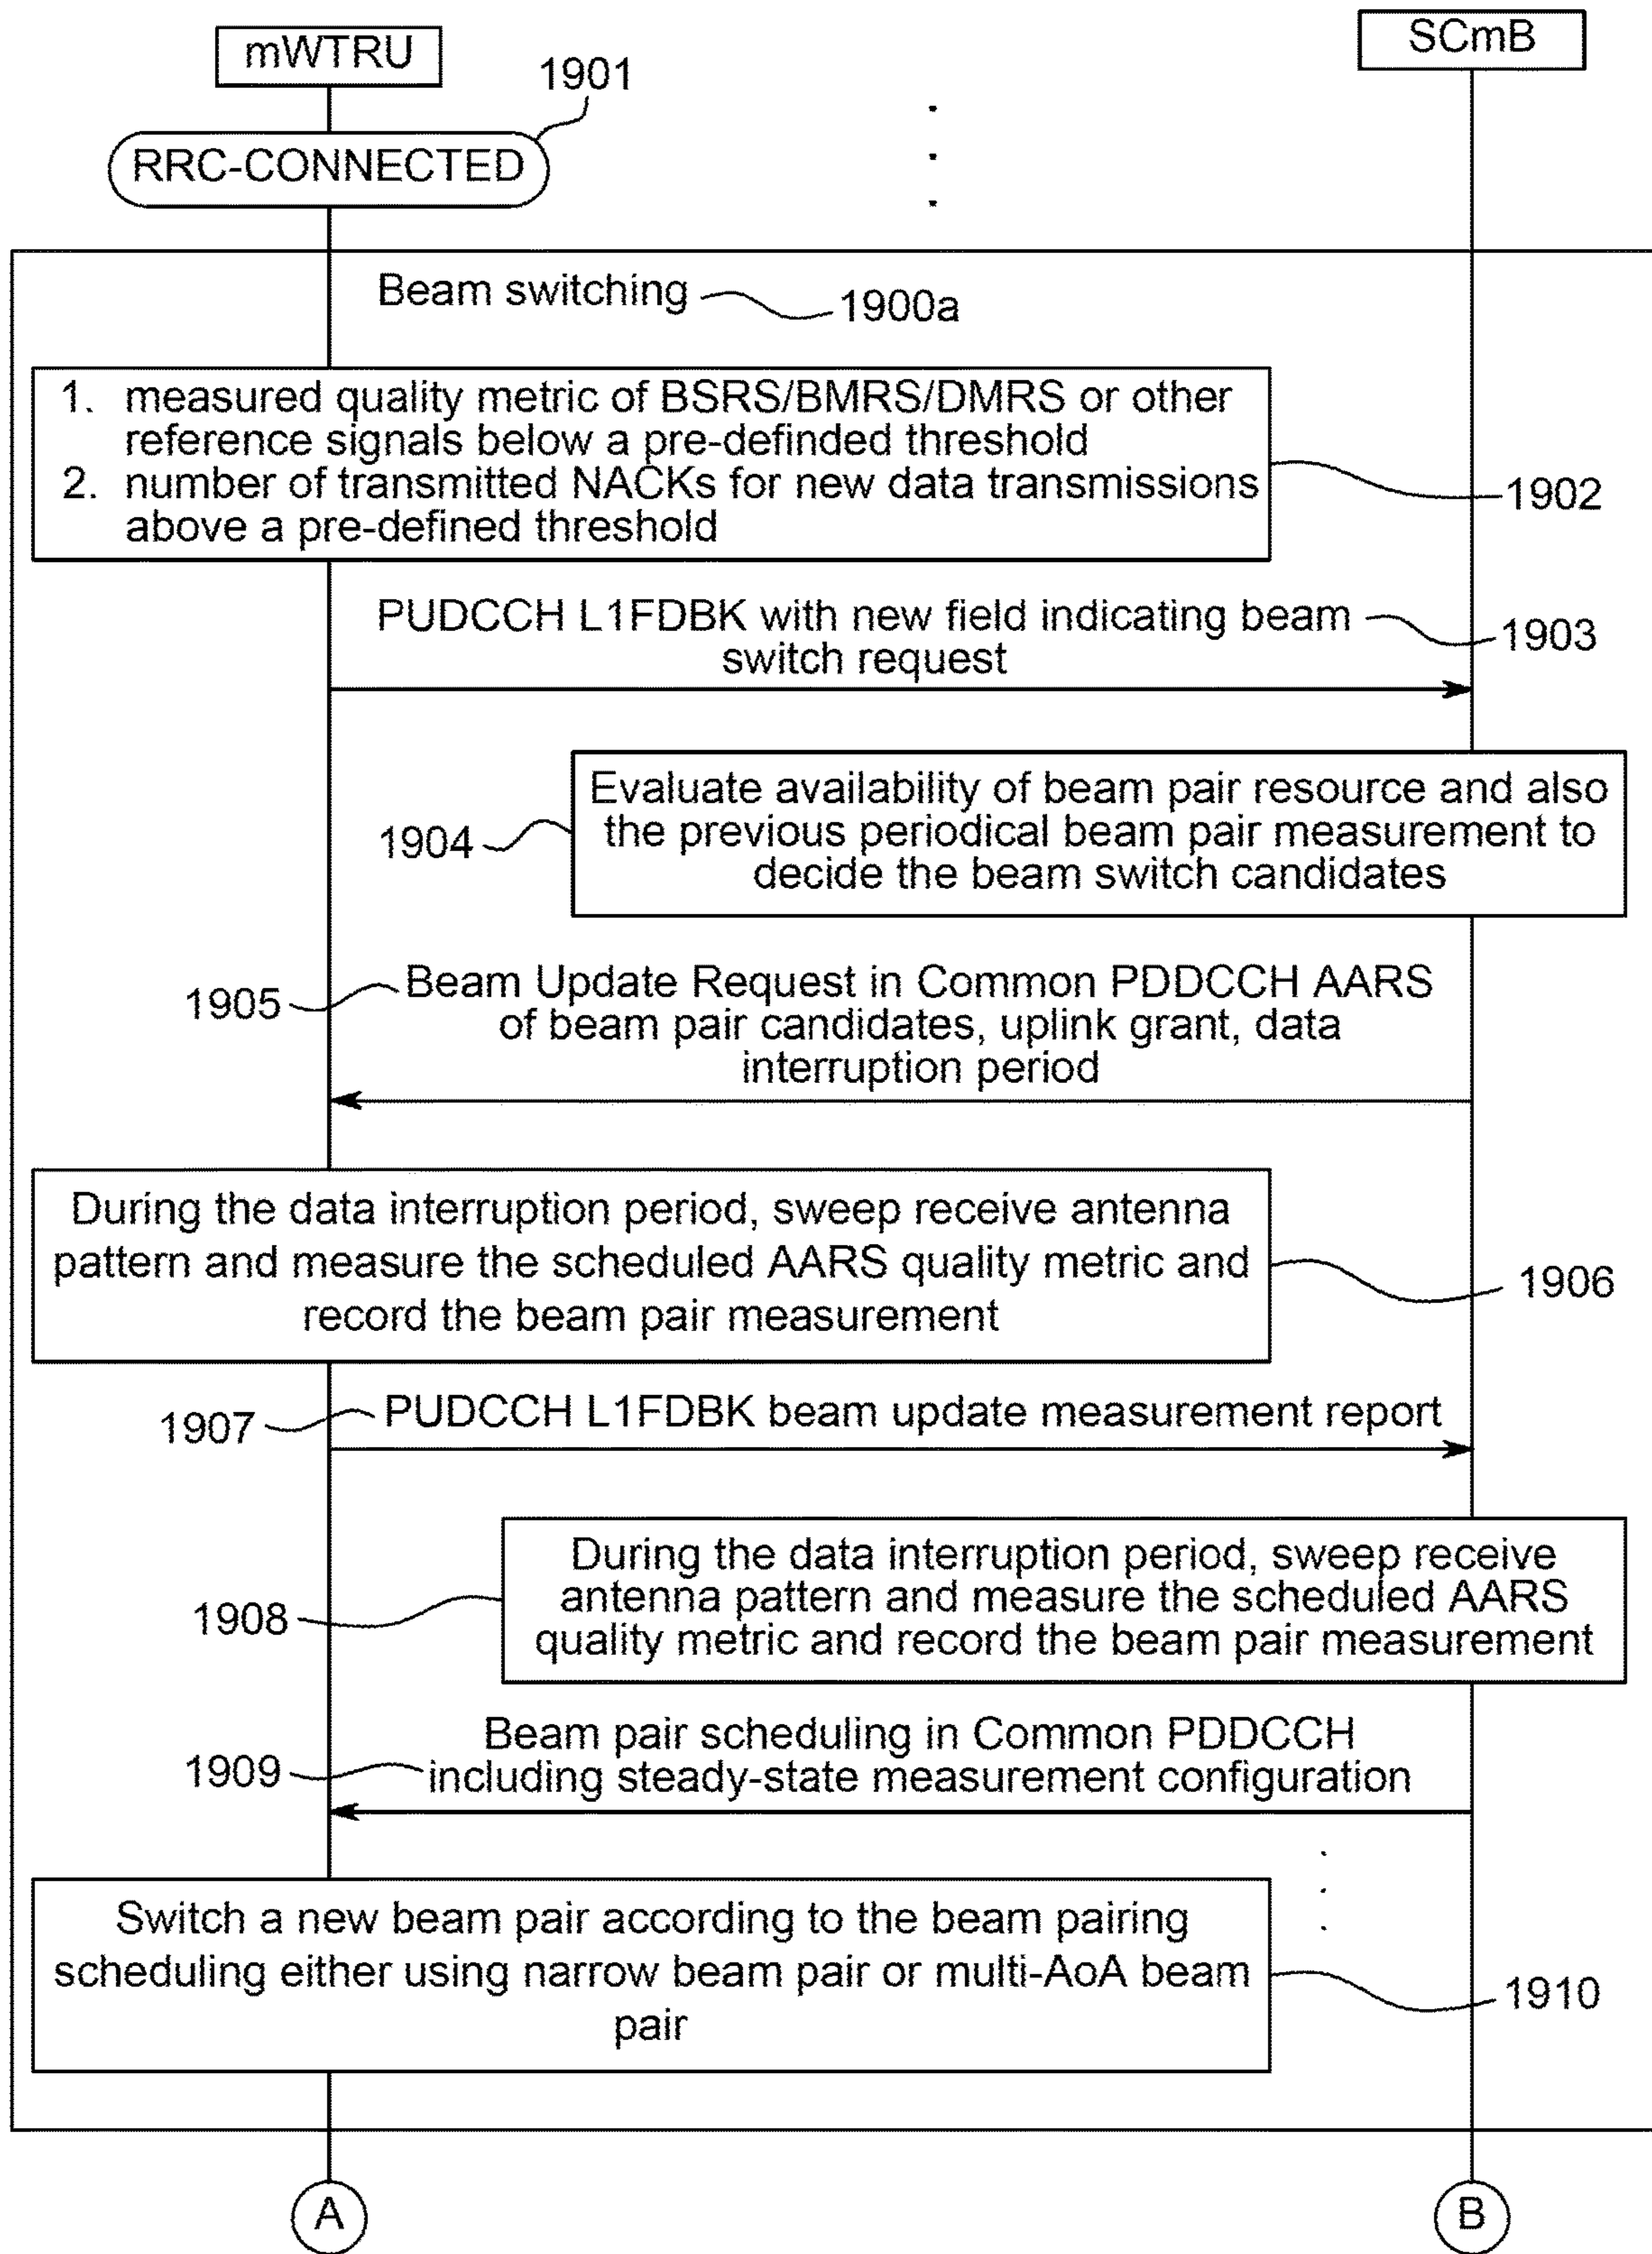 mWTRU
SCmB
1901
RRC-CONNECTED
Beam switching
1900a
1. measured quality metric of BSRS/BMRS/DMRS or other
reference signals below a pre-definded threshold
2. number of transmitted NACKs for new data transmissions
above a pre-defined threshold
1902
PUDCCH L1FDBK with new field indicating beam
switch request
1903
Evaluate availability of beam pair resource and also
the previous periodical beam pair measurement to
decide the beam switch candidates
1904
1905
Beam Update Request in Common PDDCCH AARS
of beam pair candidates, uplink grant, data
interruption period
During the data interruption period, sweep receive antenna
pattern and measure the scheduled AARS quality metric and
record the beam pair measurement
1906
1907
PUDCCH L1FDBK beam update measurement report
During the data interruption period, sweep receive
antenna pattern and measure the scheduled AARS
quality metric and record the beam pair measurement
1908
Beam pair scheduling in Common PDDCCH
including steady-state measurement configuration
1909
Switch a new beam pair according to the beam pairing
scheduling either using narrow beam pair or multi-AoA beam
pair
1910
A
B